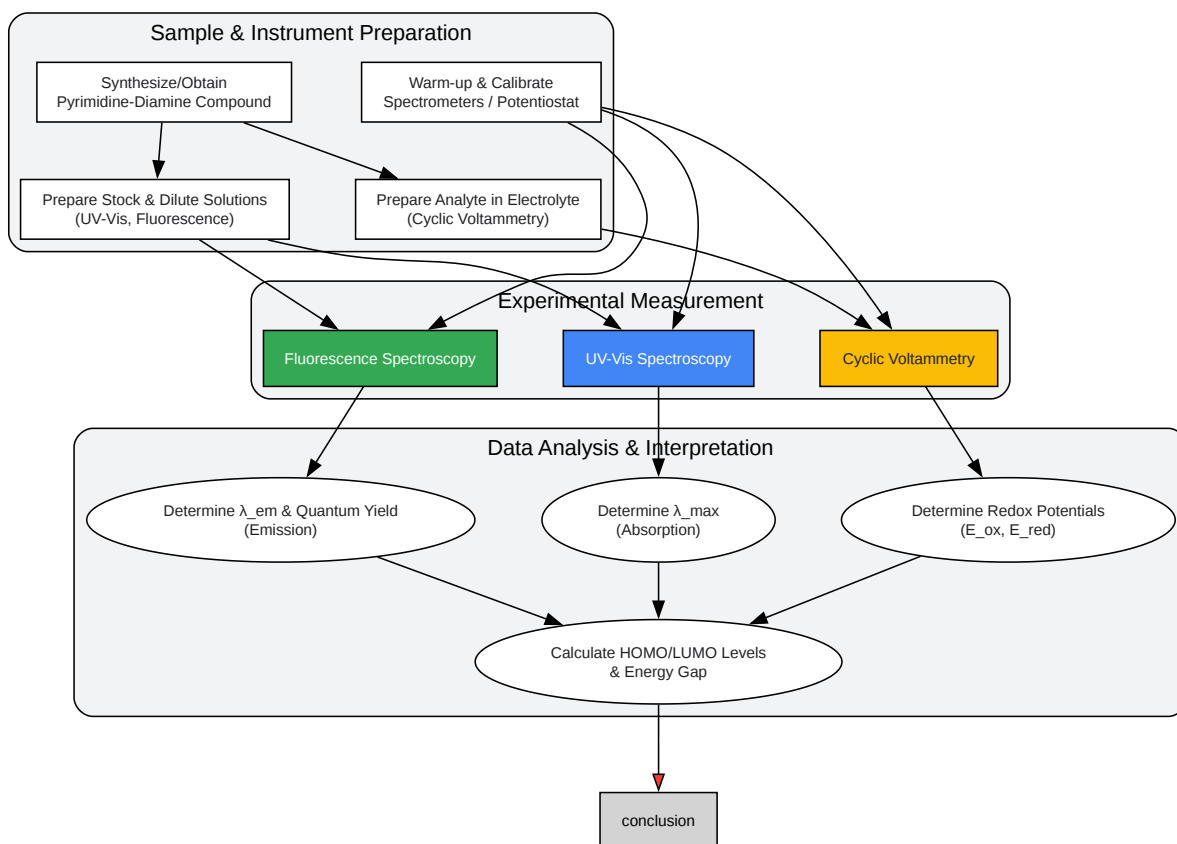 Sample & Instrument Preparation
Synthesize/Obtain
Pyrimidine-Diamine Compound
Warm-up & Calibrate
Spectrometers / Potentiostat
Prepare Stock & Dilute Solutions
(UV-Vis, Fluorescence)
Prepare Analyte in Electrolyte
(Cyclic Voltammetry)
Experimental Measurement
Fluorescence Spectroscopy
UV-Vis Spectroscopy
Cyclic Voltammetry
Data Analysis & Interpretation
Determine λ_em & Quantum Yield
(Emission)
Determine λ_max
(Absorption)
Determine Redox Potentials
(E_ox, E_red)
Calculate HOMO/LUMO Levels
& Energy Gap
conclusion